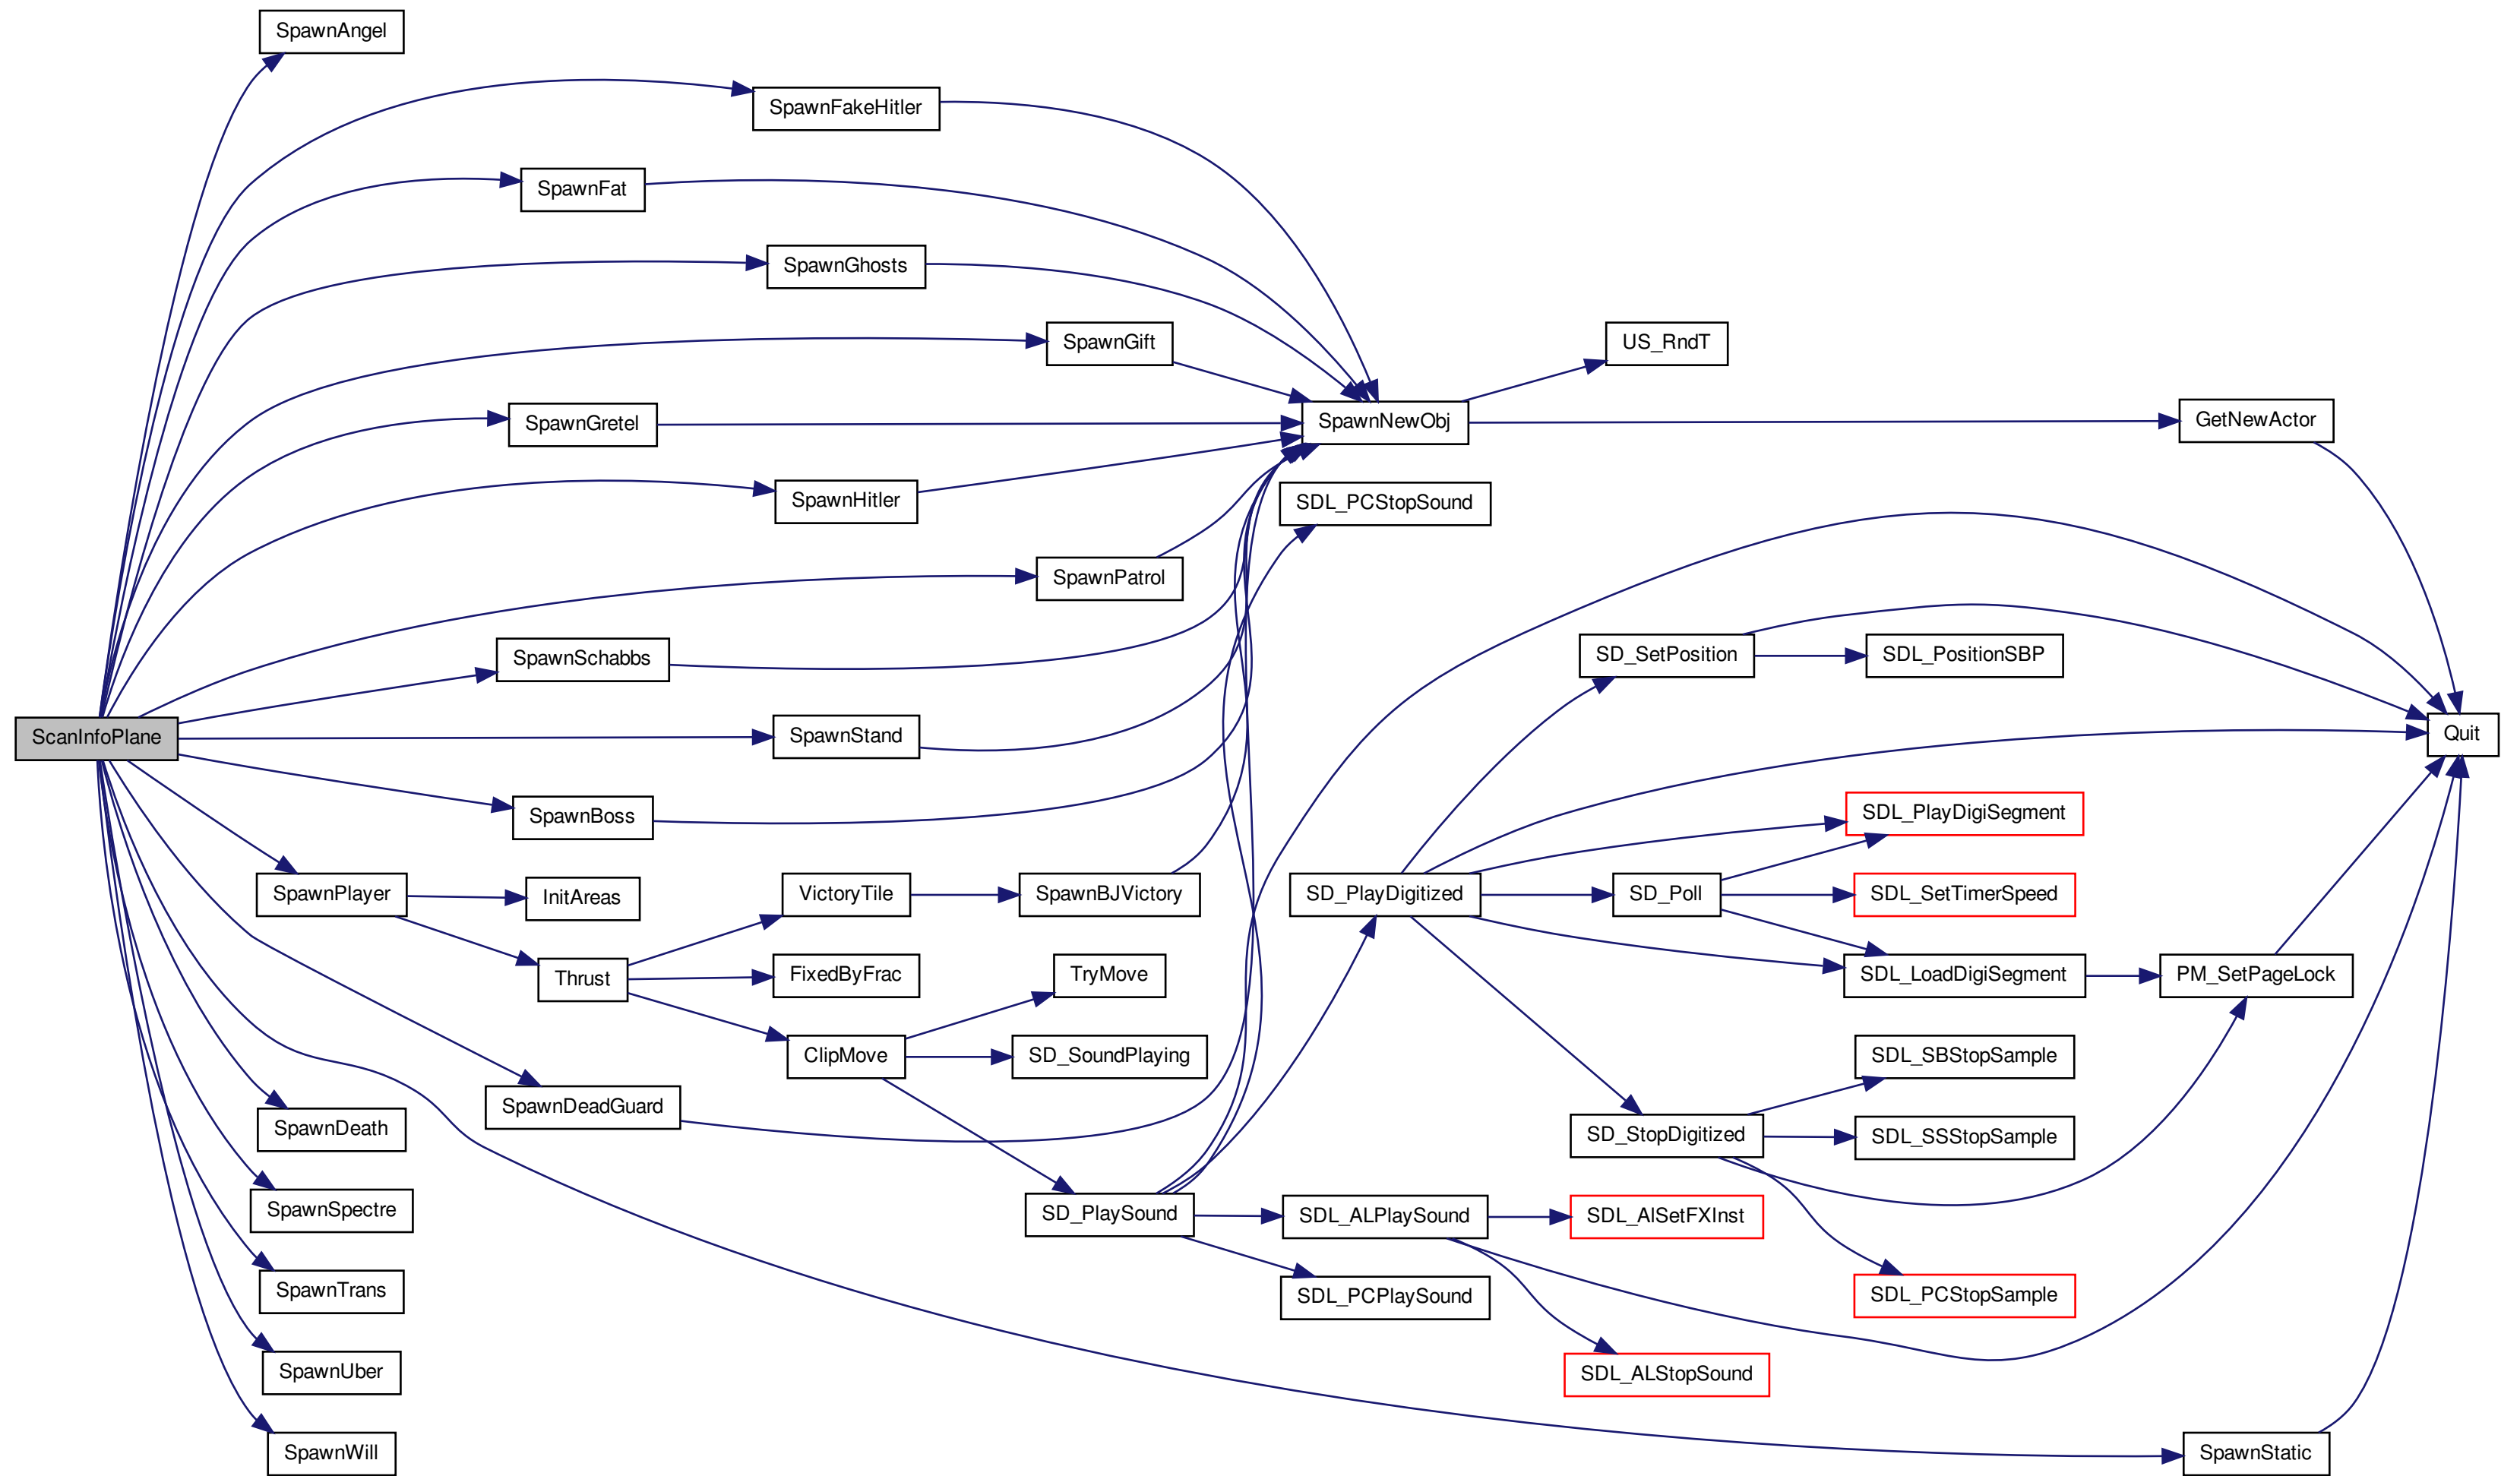 SpawnAngel
SpawnFakeHitler
SpawnFat
SpawnGhosts
SpawnGift
US_RndT
SpawnGretel
SpawnNewObj
GetNewActor
SpawnHitler
SDL_PCStopSound
SpawnPatrol
SpawnSchabbs
SD_SetPosition
SDL_PositionSBP
ScanInfoPlane
SpawnStand
Quit
SpawnBoss
SDL_PlayDigiSegment
SpawnPlayer
InitAreas
VictoryTile
SpawnBJVictory
SD_PlayDigitized
SD_Poll
SDL_SetTimerSpeed
Thrust
FixedByFrac
TryMove
SDL_LoadDigiSegment
PM_SetPageLock
ClipMove
SD_SoundPlaying
SDL_SBStopSample
SpawnDeadGuard
SpawnDeath
SD_StopDigitized
SDL_SSStopSample
SpawnSpectre
SD_PlaySound
SDL_ALPlaySound
SDL_AlSetFXInst
SpawnTrans
SDL_PCPlaySound
SDL_PCStopSample
SpawnUber
SDL_ALStopSound
SpawnWill
SpawnStatic